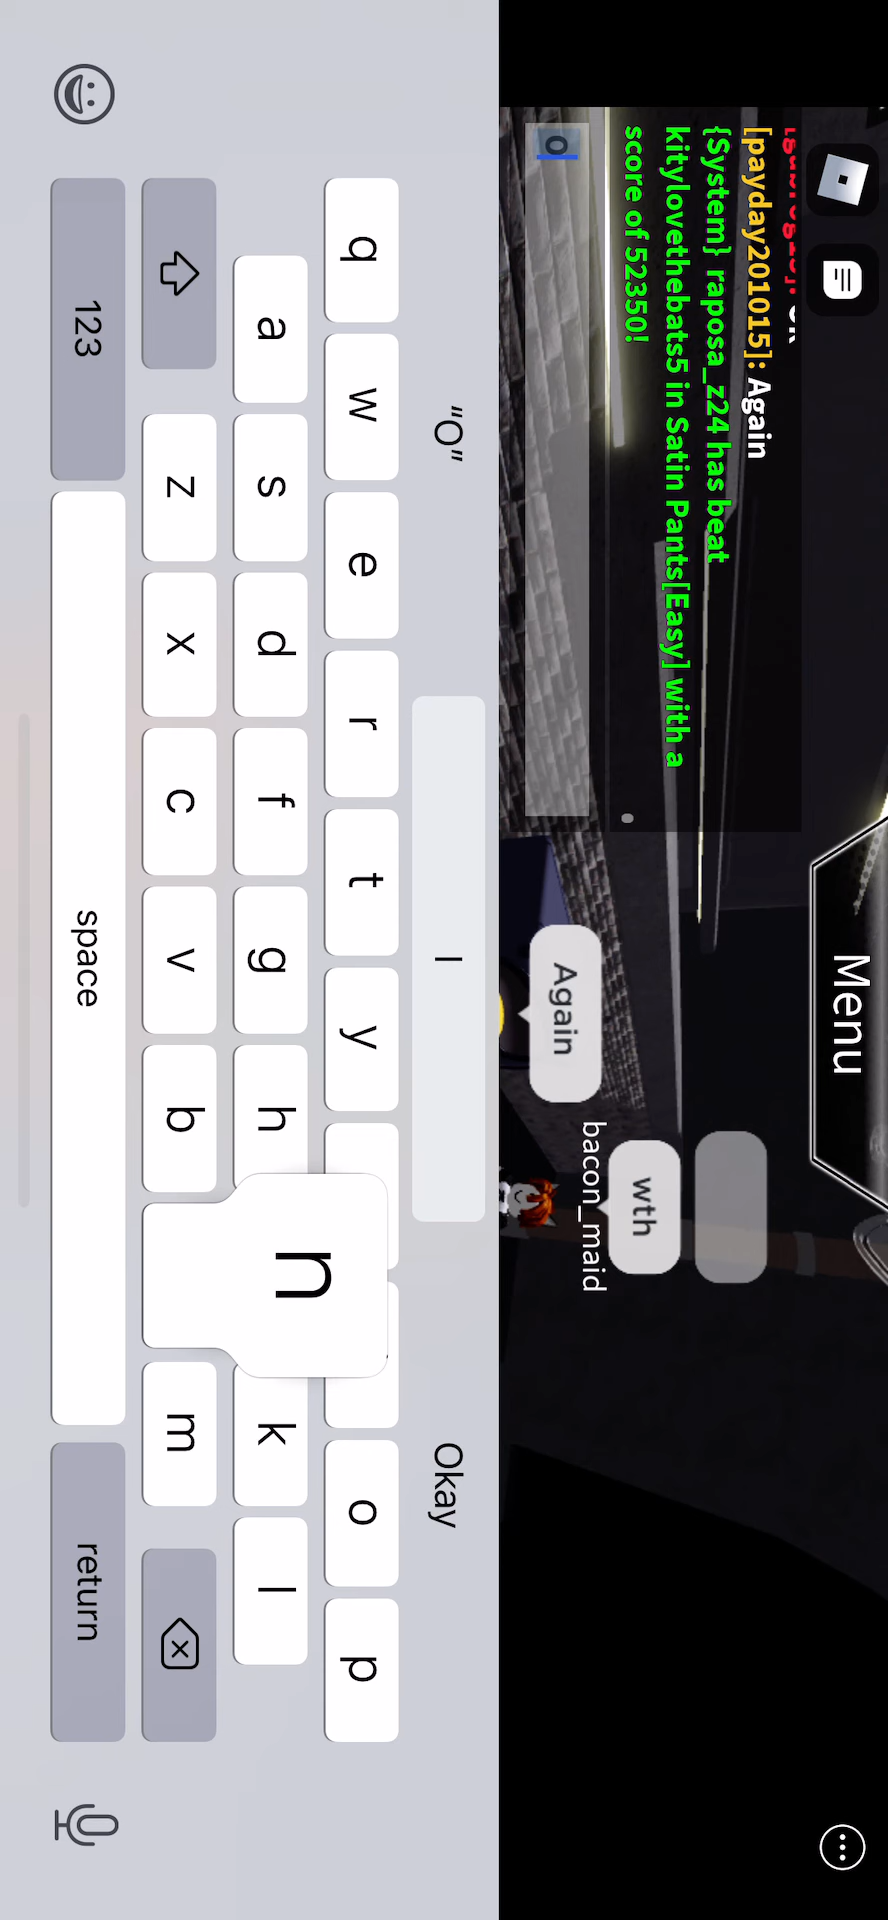 [payday201015]: Again
{System} raposa_z24 has beat
kitylovethebats5 in Satin Pants[Easy] with a
score of 52350!
o
Menu
wth
bacon_maid
Again
"O"
I
Okay
q w e r t y o p
a s d f g h k l
z x c v b n m
123
space
return